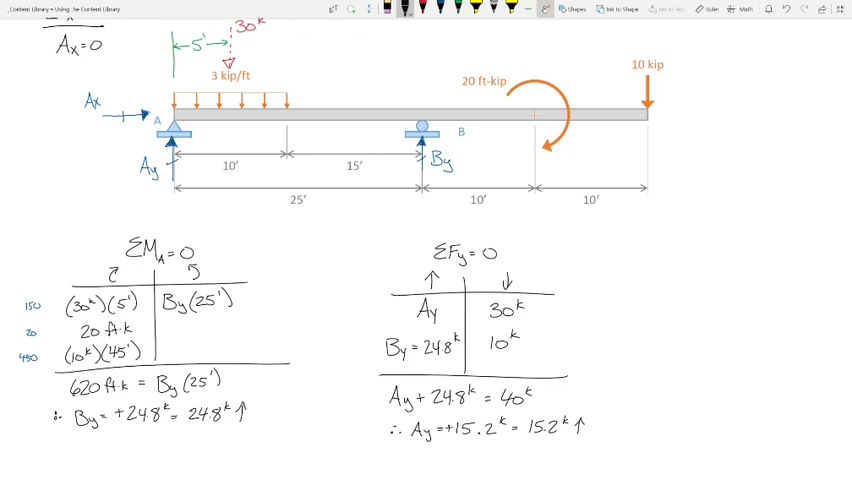 _Content Library » Using the Content Library
Shapes
Ink to Shape
Ink to Text
Math
Ax=0
5'
30k
3 kip/ft
10 kip
20 ft-kip
Ax
A
B
Ay
By
10'
15'
25'
10'
10'
ΣMA=0
150 (30k)(5') By(25')
20 20 ft·k
450 (10k)(45')
620 ft·k = By(25')
∴ By= +24.8k = 24.8k↑
ΣFy=0
↑ ↓
Ay 30k
By=24.8k 10k
Ay+24.8k=40k
∴ Ay=+15.2k=15.2k↑